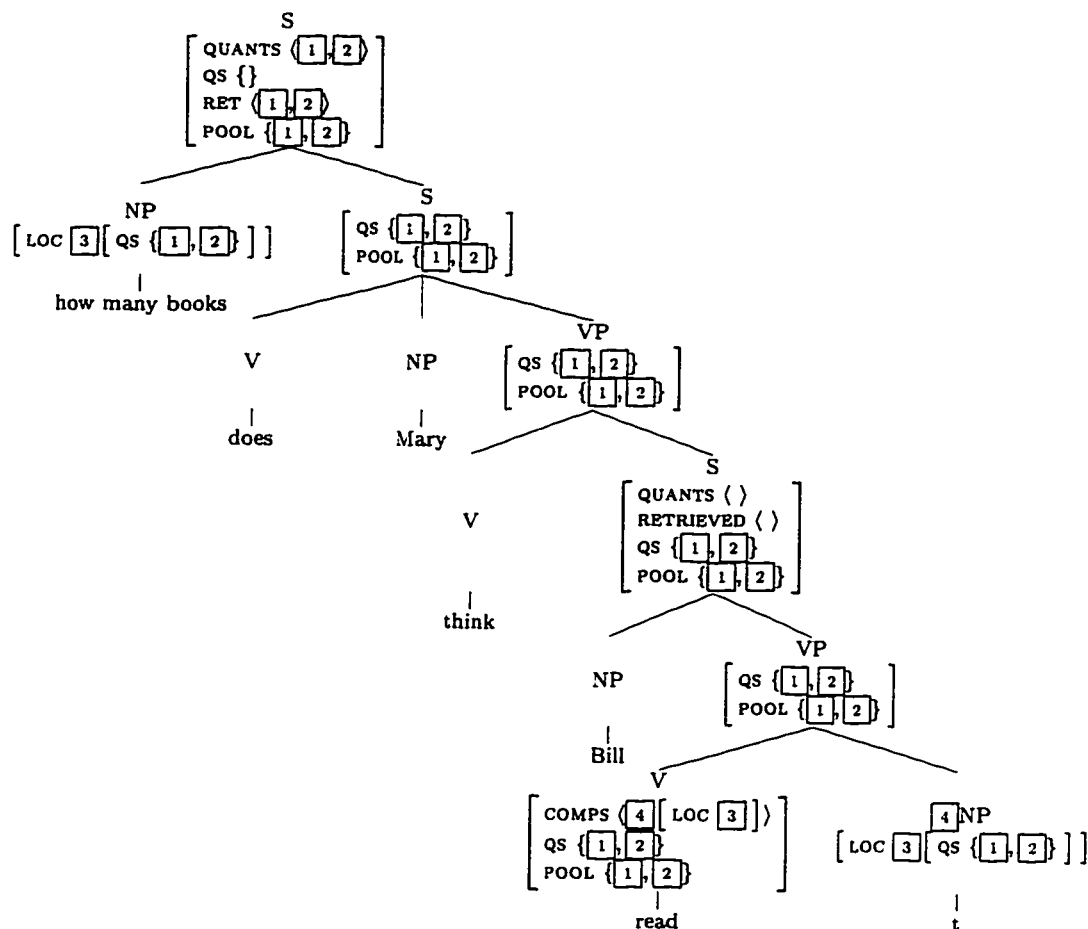 S
QUANTS ⟨1,2⟩
QS {}
RET ⟨1,2⟩
POOL {1,2}
NP
[LOC 3[QS {1,2}]]
how many books
S
QS {1,2}
POOL {1,2}
V
does
NP
Mary
VP
QS {1,2}
POOL {1,2}
V
think
S
QUANTS ⟨ ⟩
RETRIEVED ⟨ ⟩
QS {1,2}
POOL {1,2}
NP
Bill
VP
QS {1,2}
POOL {1,2}
V
COMPS ⟨4[LOC 3]⟩
QS {1,2}
POOL {1,2}
read
4NP
[LOC 3[QS {1,2}]]
t